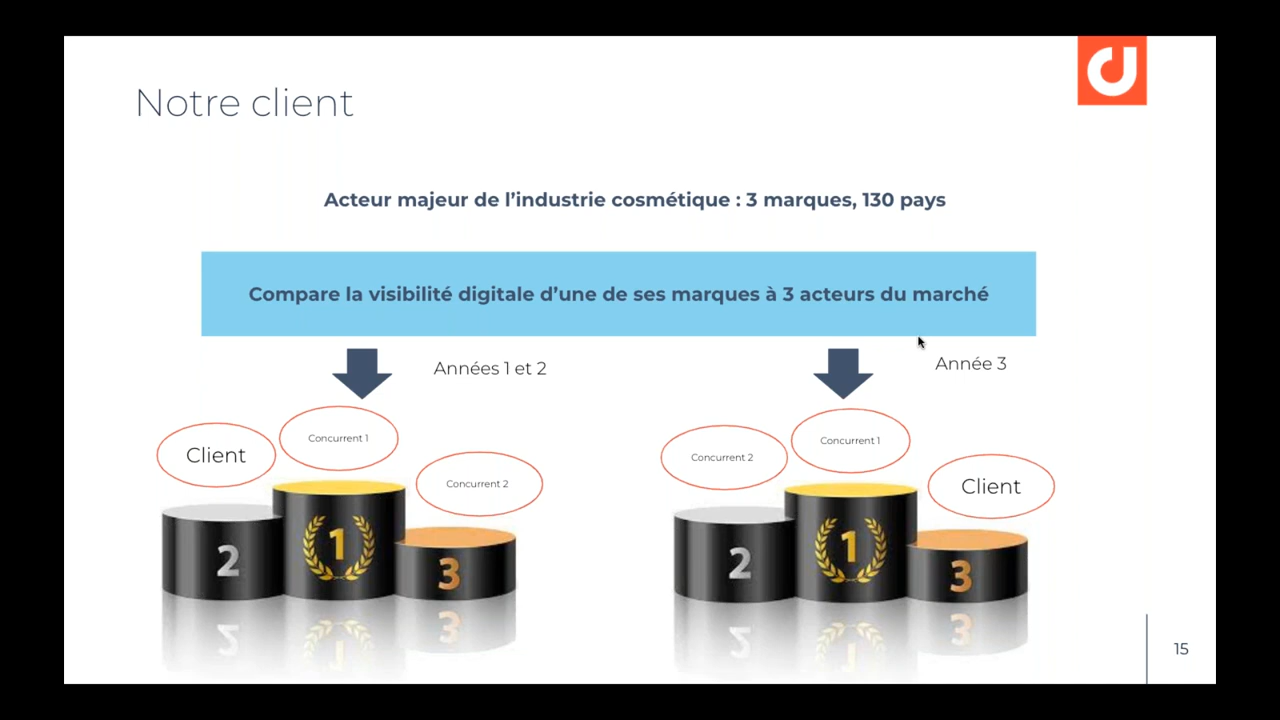 Notre client
Acteur majeur de l’industrie cosmétique : 3 marques, 130 pays
Compare la visibilité digitale d’une de ses marques à 3 acteurs du marché
Années 1 et 2
Année 3
Client
Concurrent 1
Concurrent 2
2
1
3
Concurrent 2
Concurrent 1
Client
2
1
3
15